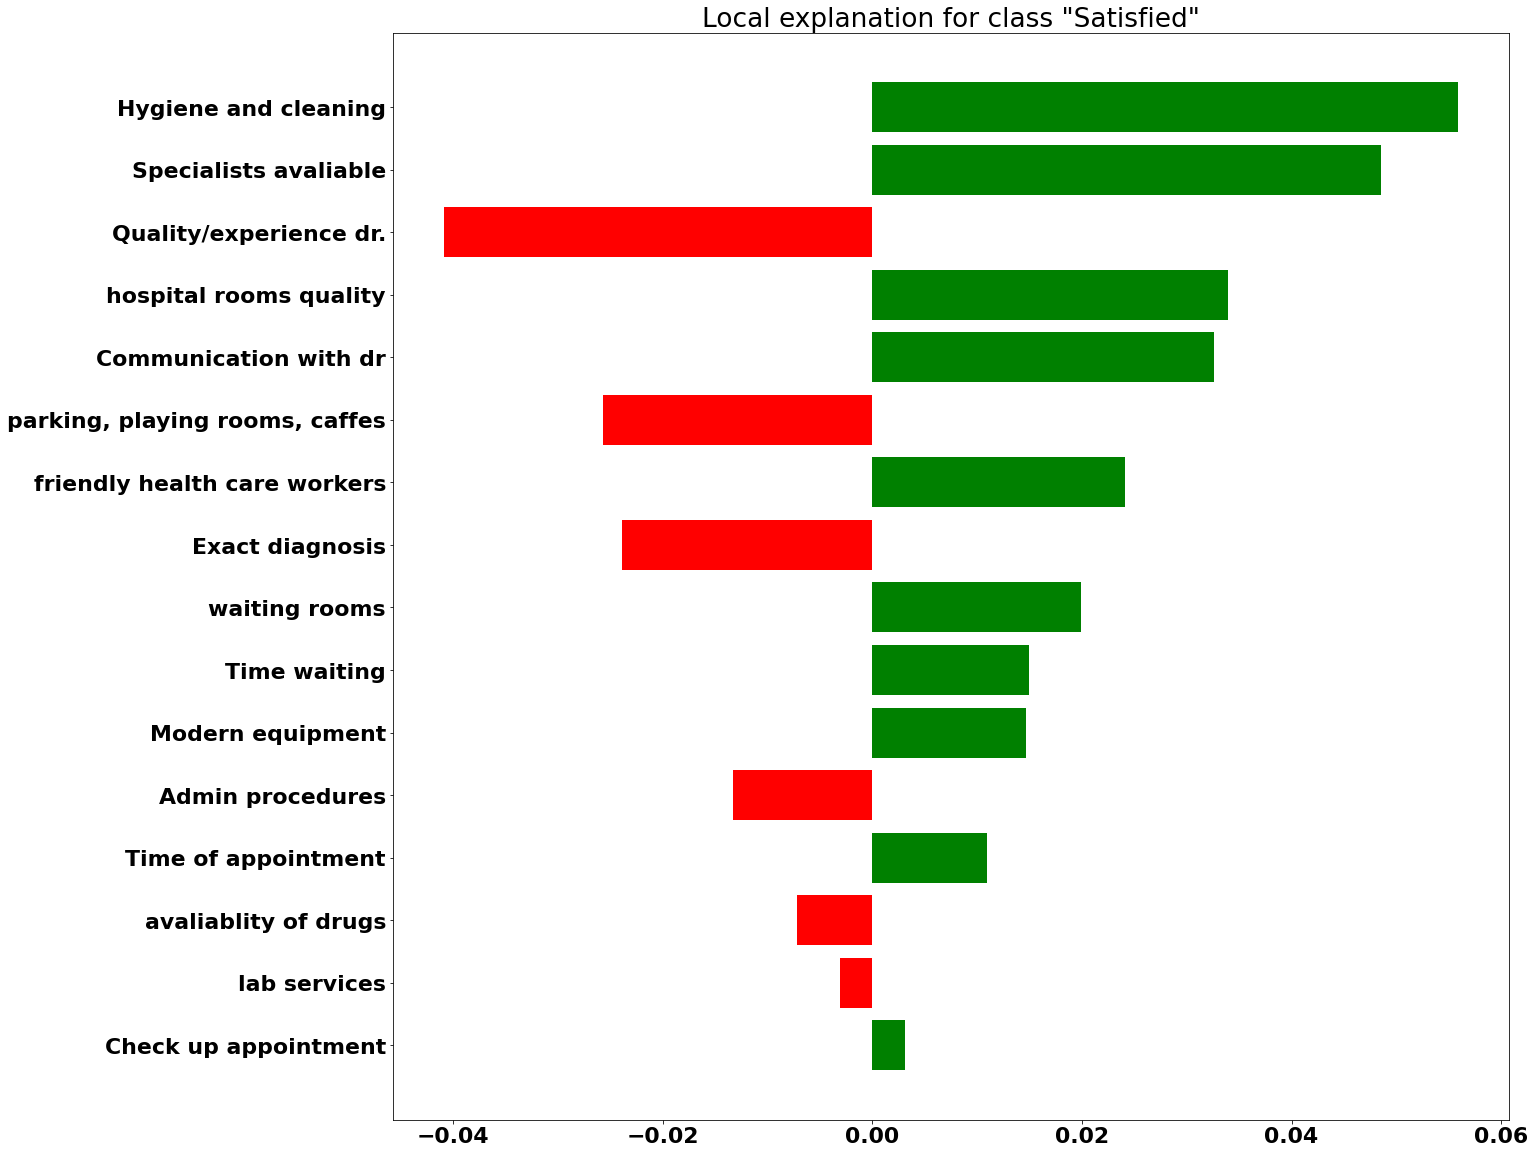 Local explanation for class "Satisfied"
Hygiene and cleaning
Specialists avaliable
Quality/experience dr.
hospital rooms quality
Communication with dr
parking, playing rooms, caffes
friendly health care workers
Exact diagnosis
waiting rooms
Time waiting
Modern equipment
Admin procedures
Time of appointment
avaliablity of drugs
lab services
Check up appointment
−0.04 −0.02 0.00 0.02 0.04 0.06